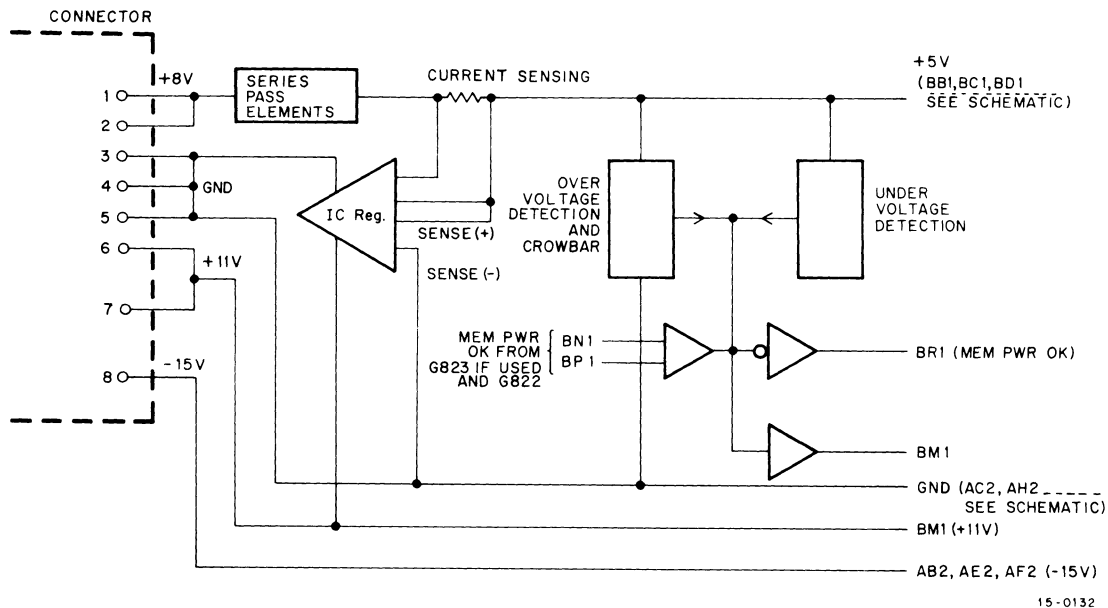 CONNECTOR
+8V
SERIES
PASS
ELEMENTS
CURRENT SENSING
+5V
(BB1,BC1,BD1
SEE SCHEMATIC)
1
2
3
4
5
6
7
8
GND
+11V
-15V
IC Reg.
SENSE(+)
SENSE(-)
OVER
VOLTAGE
DETECTION
AND
CROWBAR
UNDER
VOLTAGE
DETECTION
MEM PWR
OK FROM
G823 IF USED
AND G822
BN1
BP1
BR1 (MEM PWR OK)
BM1
GND (AC2, AH2_____
SEE SCHEMATIC)
BM1 (+11V)
AB2, AE2, AF2 (-15V)
15-0132